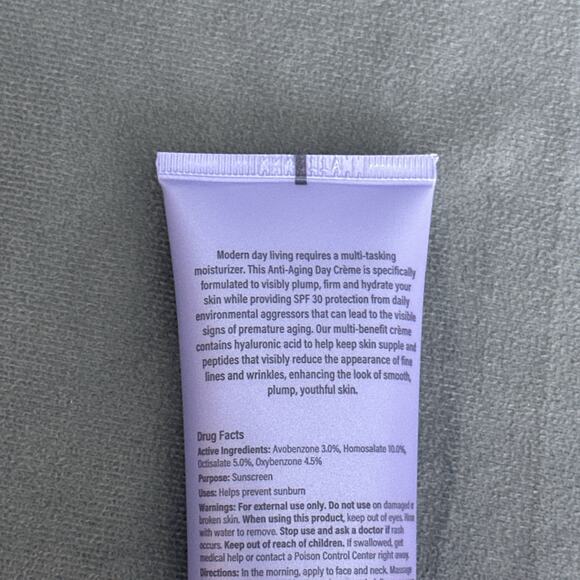 Modern day living requires a multi-tasking
moisturizer. This Anti-Aging Day Crème is specifically
formulated to visibly plump, firm and hydrate your
skin while providing SPF 30 protection from daily
environmental aggressors that can lead to the visible
signs of premature aging. Our multi-benefit crème
contains hyaluronic acid to help keep skin supple and
peptides that visibly reduce the appearance of fine
lines and wrinkles, enhancing the look of smooth,
plump, youthful skin.
Drug Facts
Active Ingredients: Avobenzone 3.0%, Homosalate 10.0%,
Octisalate 5.0%, Oxybenzone 4.5%
Purpose: Sunscreen
Uses: Helps prevent sunburn
Warnings: For external use only. Do not use on damaged or
broken skin. When using this product, keep out of eyes. Rinse
with water to remove. Stop use and ask a doctor if rash
occurs. Keep out of reach of children. If swallowed, get
medical help or contact a Poison Control Center right away.
Directions: In the morning, apply to face and neck. Massage